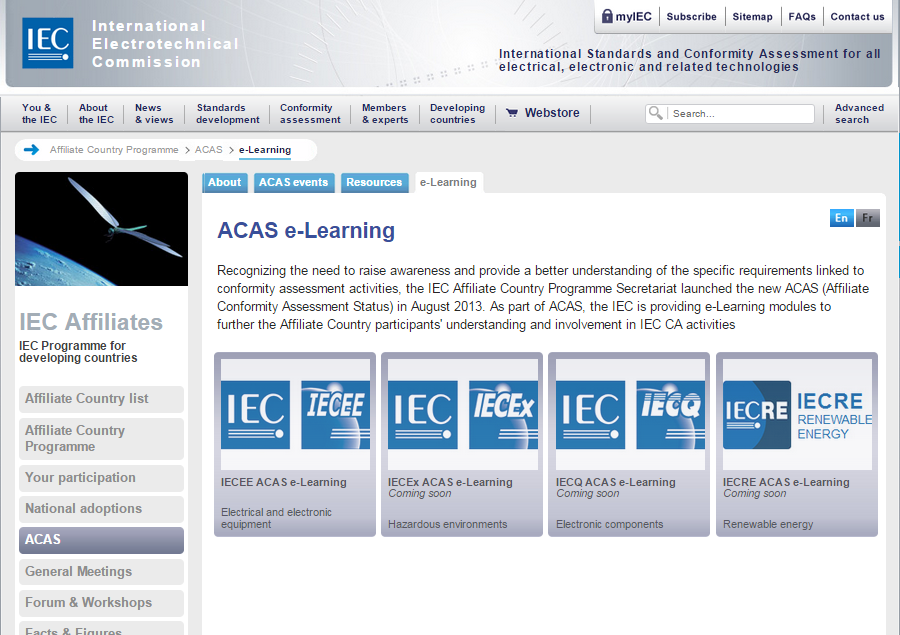 IEC
International
Electrotechnical
Commission
myIEC
Subscribe
Sitemap
FAQs
Contact us
International Standards and Conformity Assessment for all
electrical, electronic and related technologies
You &
the IEC
About
the IEC
News
& views
Standards
development
Conformity
assessment
Members
& experts
Developing
countries
Webstore
Search...
Advanced
search
Affiliate Country Programme > ACAS > e-Learning
About
ACAS events
Resources
e-Learning
En
Fr
ACAS e-Learning
Recognizing the need to raise awareness and provide a better understanding of the specific requirements linked to
conformity assessment activities, the IEC Affiliate Country Programme Secretariat launched the new ACAS (Affiliate
Conformity Assessment Status) in August 2013. As part of ACAS, the IEC is providing e-Learning modules to
further the Affiliate Country participants' understanding and involvement in IEC CA activities
IEC Affiliates
IEC Programme for
developing countries
Affiliate Country list
Affiliate Country
Programme
Your participation
National adoptions
ACAS
General Meetings
Forum & Workshops
Facts & Figures
IEC
IECEE
IECEE ACAS e-Learning
Electrical and electronic
equipment
IEC
IECEx
IECEx ACAS e-Learning
Coming soon
Hazardous environments
IEC
IECQ
IECQ ACAS e-Learning
Coming soon
Electronic components
IECRE
IECRE
RENEWABLE
ENERGY
IECRE ACAS e-Learning
Coming soon
Renewable energy